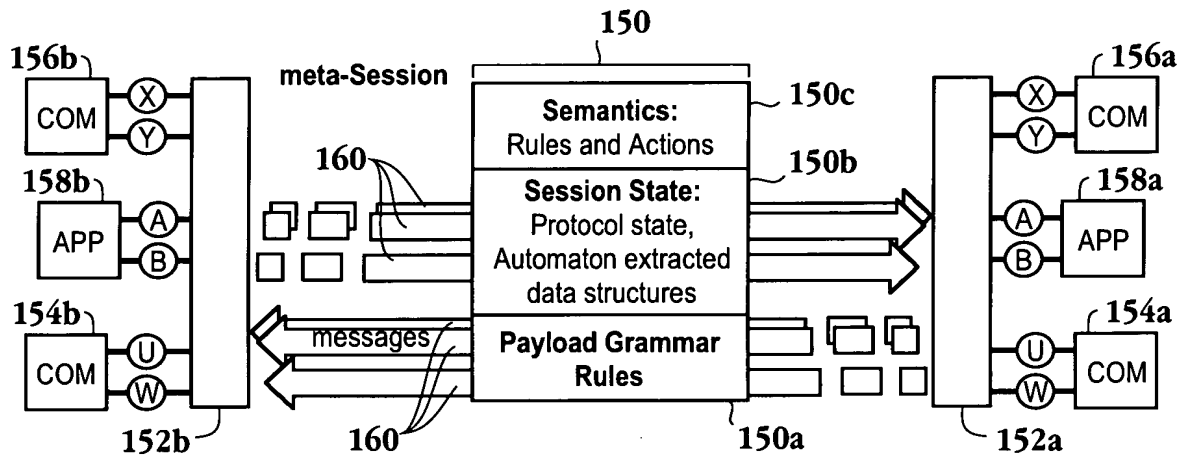 150
156b
meta-Session
156a
X
COM
Y
Semantics:
Rules and Actions
150c
X
COM
Y
158b
160
150b
158a
A
APP
B
Session State:
Protocol state,
Automaton extracted
data structures
A
APP
B
154b
messages
154a
U
COM
W
Payload Grammar
Rules
U
COM
W
152b
160
150a
152a